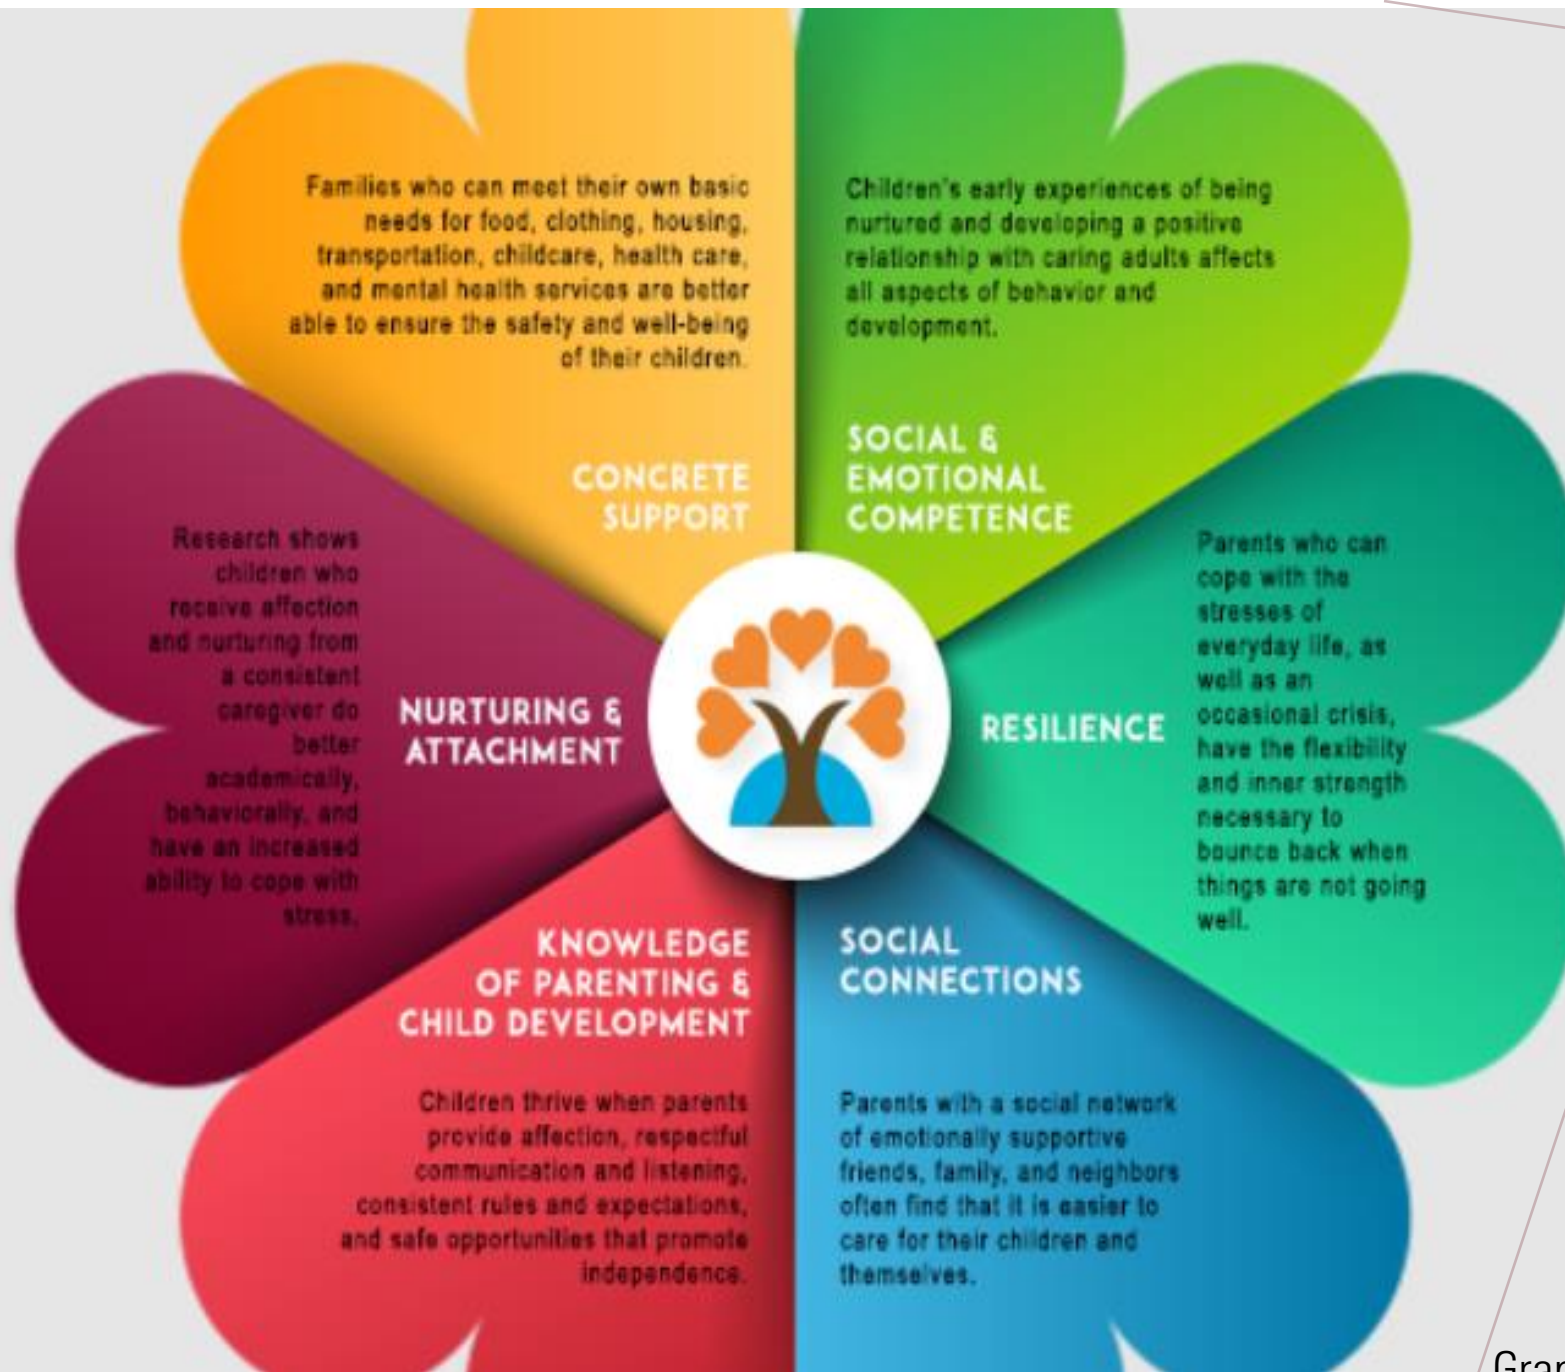 Families who can meet their own basic
needs for food, clothing, housing,
transportation, childcare, health care,
and mental health services are better
able to ensure the safety and well-being
of their children.
CONCRETE
SUPPORT
Children's early experiences of being
nurtured and developing a positive
relationship with caring adults affects
all aspects of behavior and
development.
SOCIAL &
EMOTIONAL
COMPETENCE
Research shows
children who
receive affection
and nurturing from
a consistent
caregiver do
better
academically,
behaviorally, and
have an increased
ability to cope with
stress.
NURTURING &
ATTACHMENT
RESILIENCE
Parents who can
cope with the
stresses of
everyday life, as
well as an
occasional crisis,
have the flexibility
and inner strength
necessary to
bounce back when
things are not going
well.
KNOWLEDGE
OF PARENTING &
CHILD DEVELOPMENT
Children thrive when parents
provide affection, respectful
communication and listening,
consistent rules and expectations,
and safe opportunities that promote
independence.
SOCIAL
CONNECTIONS
Parents with a social network
of emotionally supportive
friends, family, and neighbors
often find that it is easier to
care for their children and
themselves.